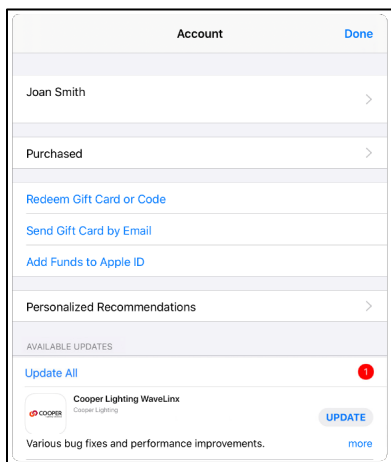 Account
Done
Joan Smith
Purchased
Redeem Gift Card or Code
Send Gift Card by Email
Add Funds to Apple ID
Personalized Recommendations
AVAILABLE UPDATES
Update All
1
Cooper Lighting WaveLinx
Cooper Lighting
COOPER
UPDATE
Various bug fixes and performance improvements.
more